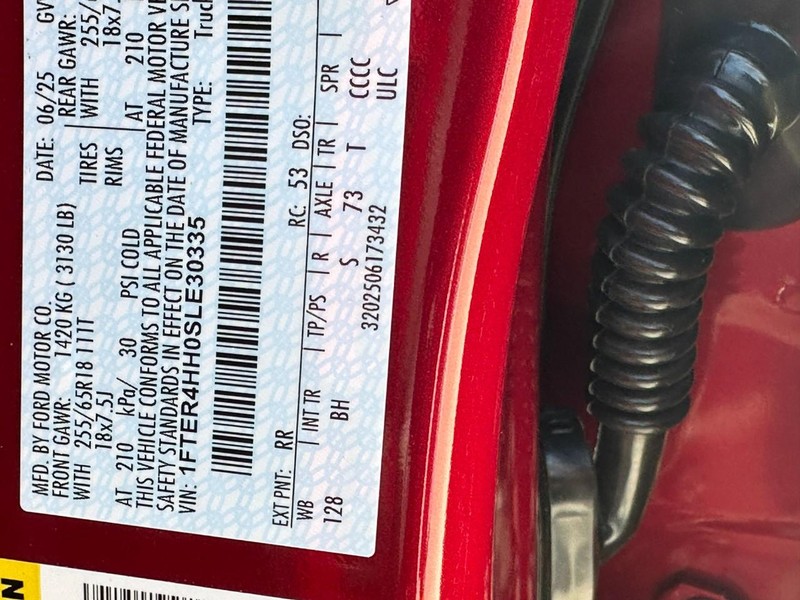 MFD. BY FORD MOTOR CO.
DATE: 06/25 GV
FRONT GAWR: 1420 KG ( 3130 LB)
REAR GAWR:
WITH 255/65R18 111T TIRES WITH 255/
18x7.5J RIMS 18x7.
AT 210 kPa/ 30 PSI COLD AT 210
THIS VEHICLE CONFORMS TO ALL APPLICABLE FEDERAL MOTOR VE
SAFETY STANDARDS IN EFFECT ON THE DATE OF MANUFACTURE S
VIN: 1FTER4HH0SLE30335 TYPE: Truc
EXT PNT: RR RC: 53 DSO:
WB INT TR TP/PS R AXLE TR SPR
128 BH S 73 T CCCC
ULC
3202506173432
N